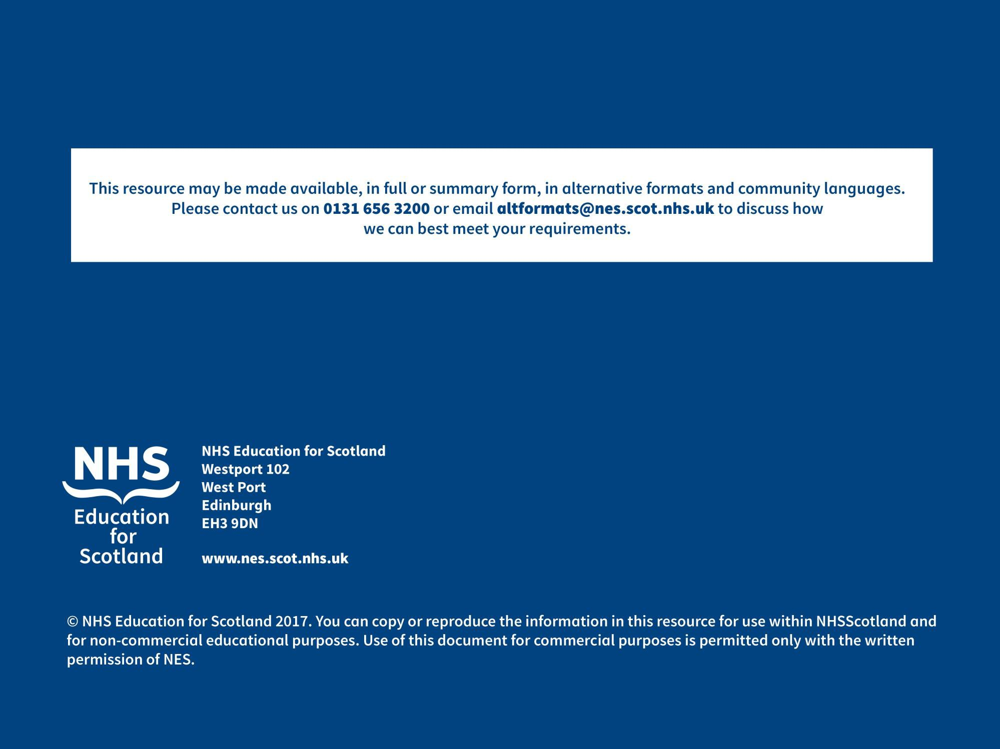 This resource may be made available, in full or summary form, in alternative formats and community languages.
Please contact us on 0131 656 3200 or email altformats@nes.scot.nhs.uk to discuss how
we can best meet your requirements.
NHS
Education
for
Scotland
NHS Education for Scotland
Westport 102
West Port
Edinburgh
EH3 9DN
www.nes.scot.nhs.uk
© NHS Education for Scotland 2017. You can copy or reproduce the information in this resource for use within NHSScotland and
for non-commercial educational purposes. Use of this document for commercial purposes is permitted only with the written
permission of NES.